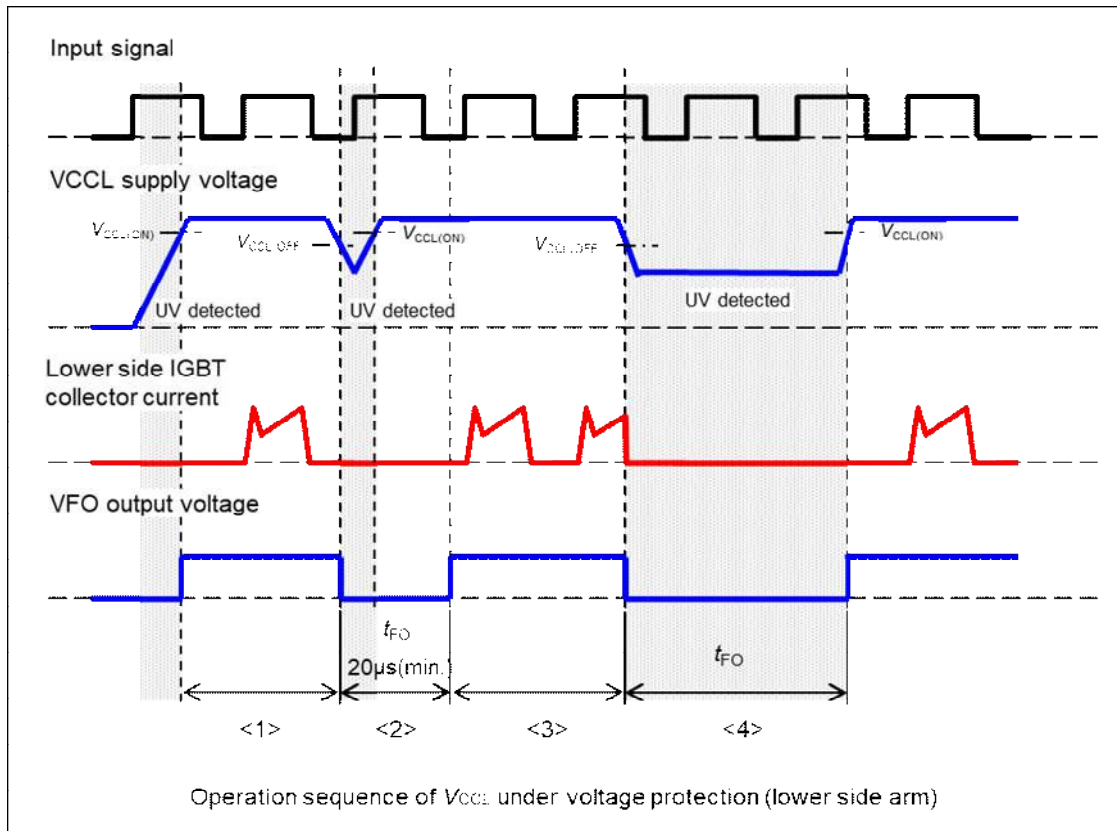 Input signal
VCCL supply voltage
VCCL(ON)
VCCL OFF
VCCL(ON)
VCCL OFF
VCCL(ON)
UV detected
UV detected
UV detected
Lower side IGBT
collector current
VFO output voltage
tFO
20µs(min.)
tFO
<1>
<2>
<3>
<4>
Operation sequence of VCCL under voltage protection (lower side arm)